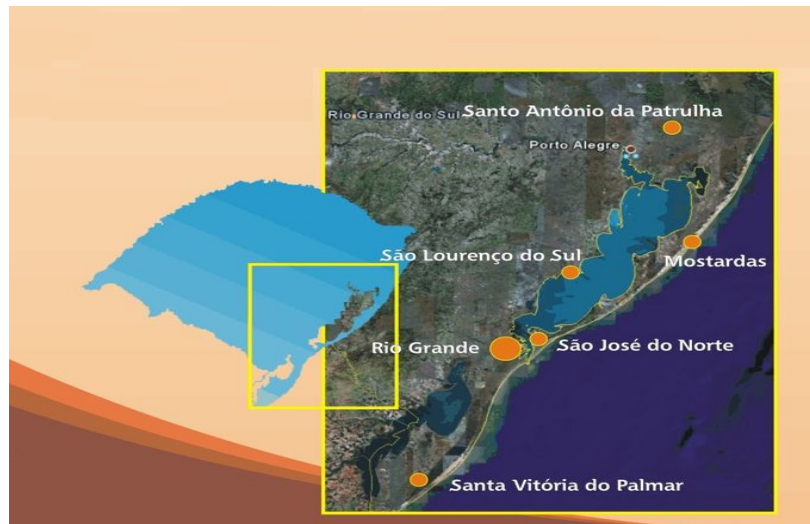 Santo Antônio da Patrulha
Rio Grande do Sul
Porto Alegre
São Lourenço do Sul
Mostardas
Rio Grande
São José do Norte
Santa Vitória do Palmar